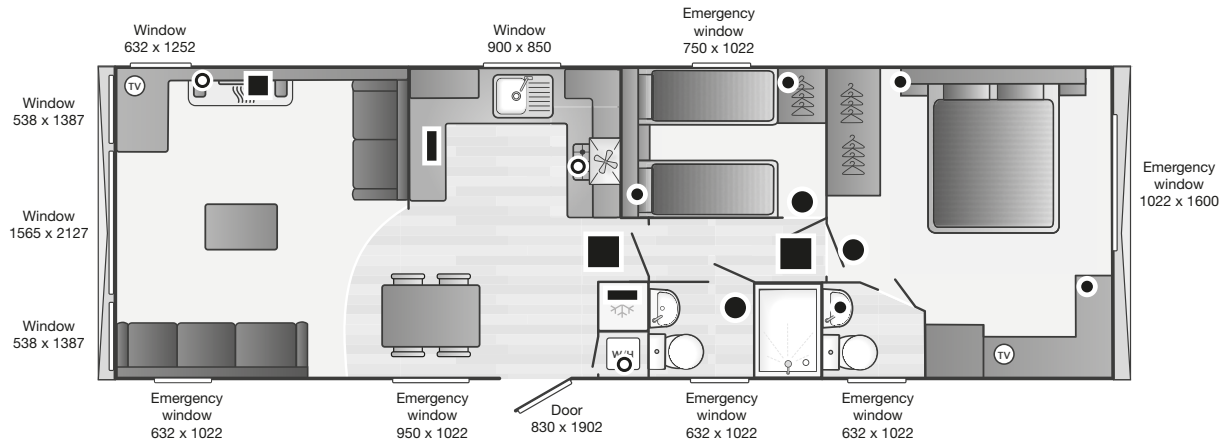 Window
632 x 1252
Window
900 x 850
Emergency
window
750 x 1022
Window
538 x 1387
TV
Window
1565 x 2127
Emergency
window
1022 x 1600
Window
538 x 1387
TV
Emergency
window
632 x 1022
Emergency
window
950 x 1022
Door
830 x 1902
Emergency
window
632 x 1022
Emergency
window
632 x 1022